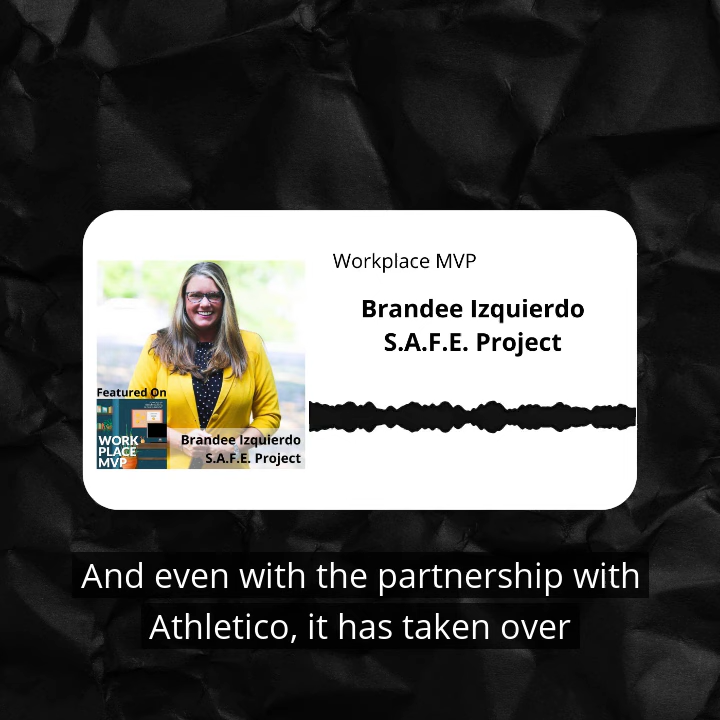 Workplace MVP
Brandee Izquierdo
S.A.F.E. Project
Featured On
WORK
PLACE
MVP
Brandee Izquierdo
S.A.F.E. Project
And even with the partnership with
Athletico, it has taken over